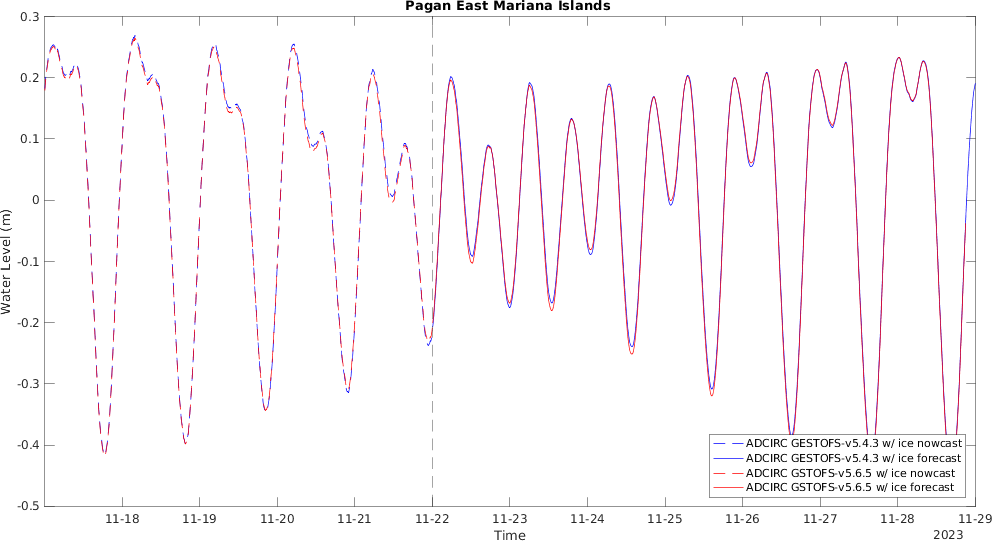 Pagan East Mariana Islands
0.3
0.2
0.1
0
-0.1
-0.2
-0.3
-0.4
-0.5
Water Level (m)
ADCIRC GESTOFS-v5.4.3 w/ ice nowcast
ADCIRC GESTOFS-v5.4.3 w/ ice forecast
ADCIRC GSTOFS-v5.6.5 w/ ice nowcast
ADCIRC GSTOFS-v5.6.5 w/ ice forecast
11-18 11-19 11-20 11-21 11-22 11-23 11-24 11-25 11-26 11-27 11-28 11-29
Time
2023